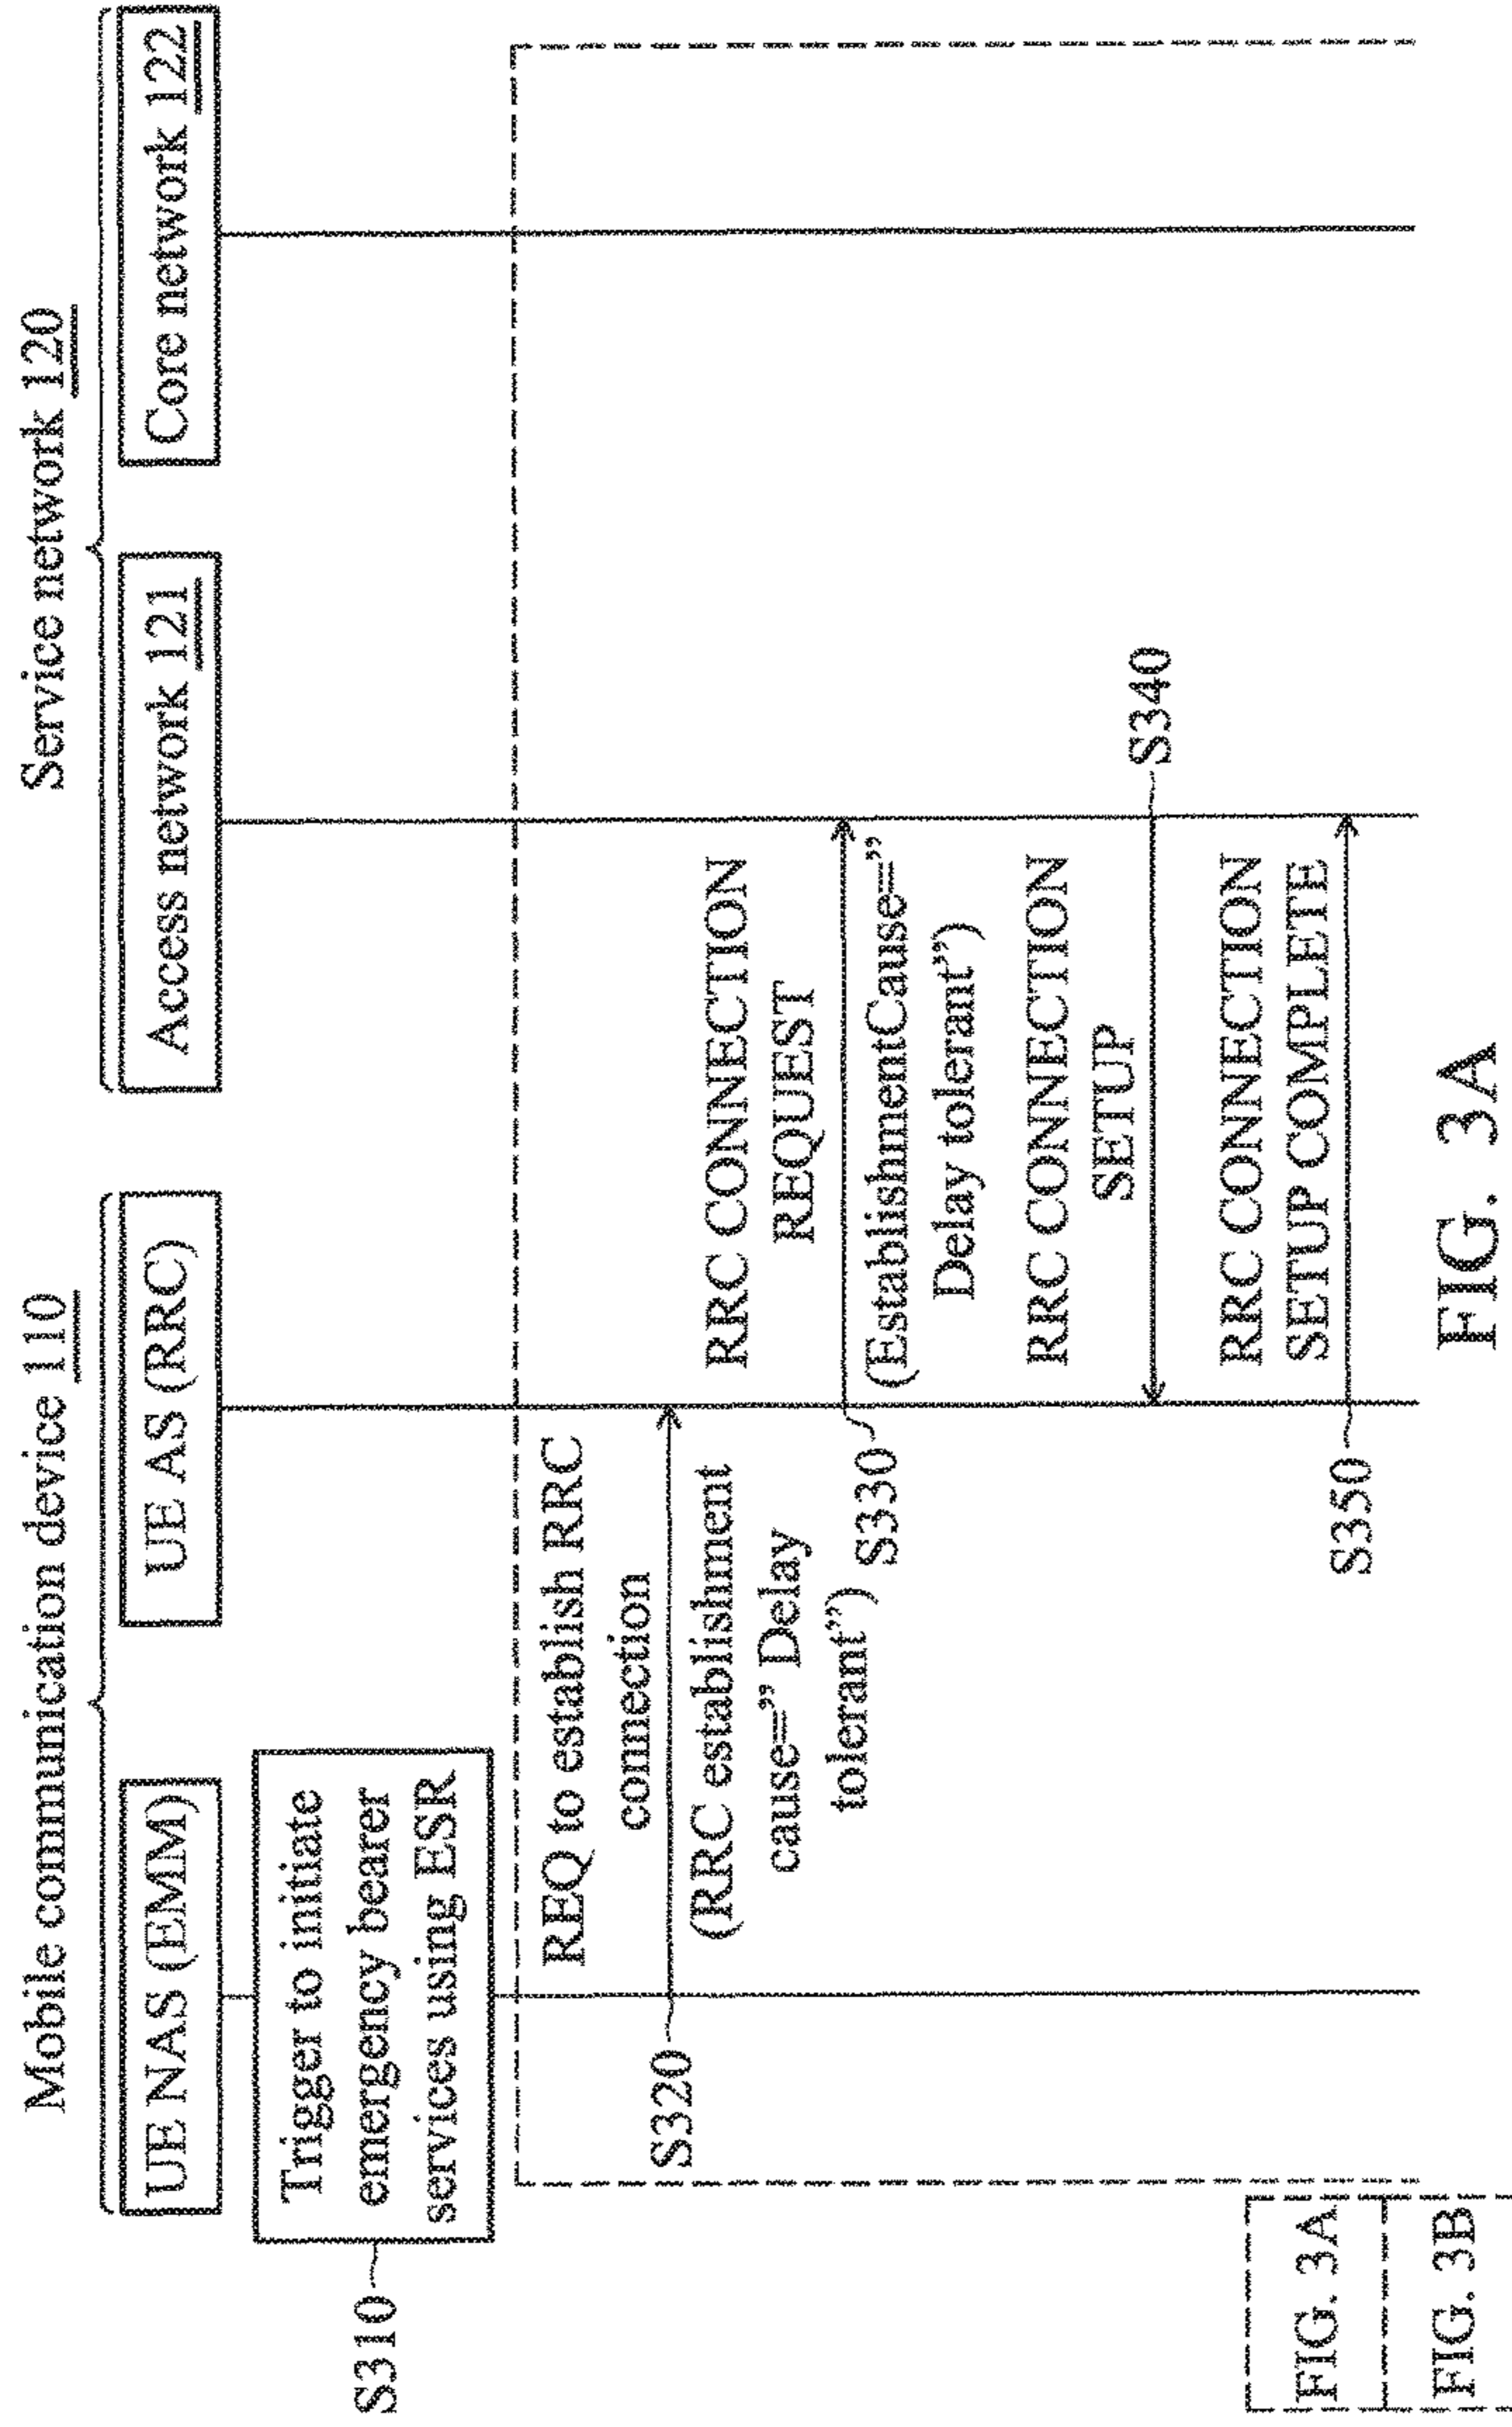 Mobile communication device 110
Service network 120
UE NAS (EMM)
UE AS (RRC)
Access network 121
Core network 122
S310
Trigger to initiate
emergency bearer
services using ESR
REQ to establish RRC
connection
S320
(RRC establishment
cause=” Delay
tolerant”)
RRC CONNECTION
REQUEST
S330
(EstablishmentCause=”
Delay tolerant”)
RRC CONNECTION
SETUP
S340
RRC CONNECTION
SETUP COMPLETE
S350
FIG. 3A
FIG. 3B
FIG. 3A